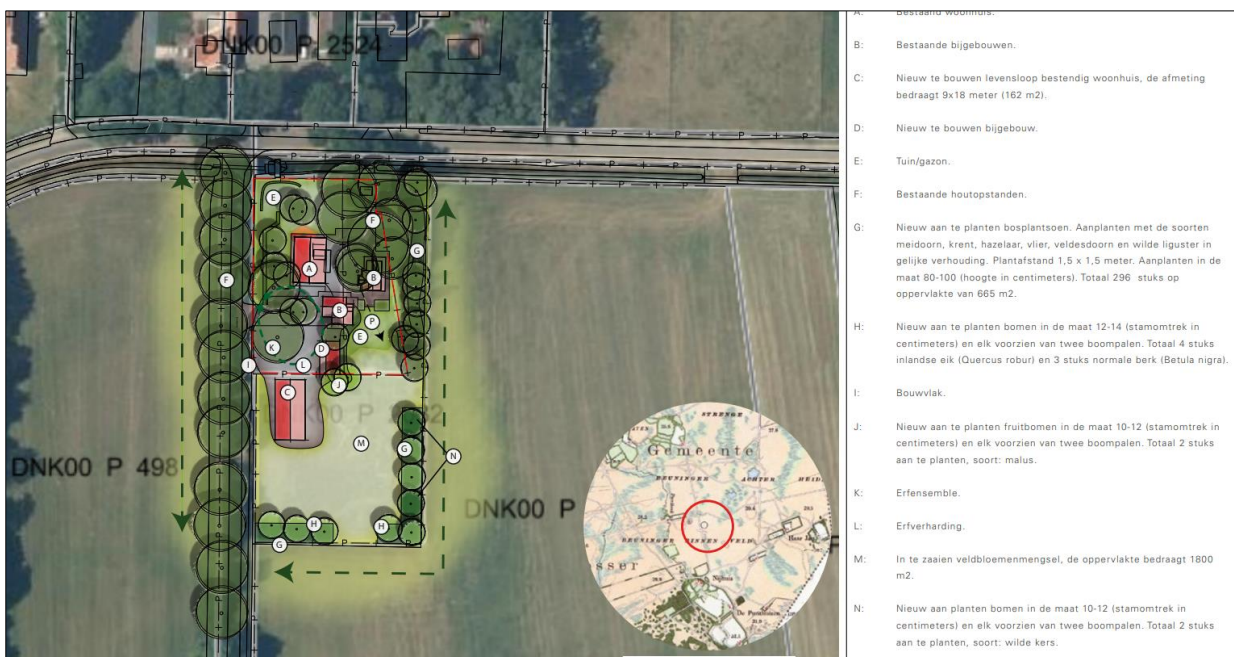 DNK00 P 2524
A: Bestaand woonhuis.
B: Bestaande bijgebouwen.
C: Nieuw te bouwen levensloop bestendig woonhuis, de afmeting
bedraagt 9x18 meter (162 m2).
D: Nieuw te bouwen bijgebouw.
E: Tuin/gazon.
F: Bestaande houtopstanden.
G: Nieuw aan te planten bosplantsoen. Aanplanten met de soorten
meidoorn, krent, hazelaar, vlier, veldesdoorn en wilde liguster in
gelijke verhouding. Plantafstand 1,5 x 1,5 meter. Aanplanten in de
maat 80-100 (hoogte in centimeters). Totaal 296 stuks op
oppervlakte van 665 m2.
H: Nieuw aan te planten bomen in de maat 12-14 (stamomtrek in
centimeters) en elk voorzien van twee boompalen. Totaal 4 stuks
inlandse eik (Quercus robur) en 3 stuks normale berk (Betula nigra).
I: Bouwvlak.
J: Nieuw aan te planten fruitbomen in de maat 10-12 (stamomtrek in
centimeters) en elk voorzien van twee boompalen. Totaal 2 stuks
aan te planten, soort: malus.
K: Erfensemble.
L: Erfverharding.
M: In te zaaien veldbloemenmengsel, de oppervlakte bedraagt 1800
m2.
N: Nieuw aan planten bomen in de maat 10-12 (stamomtrek in
centimeters) en elk voorzien van twee boompalen. Totaal 2 stuks
aan te planten, soort: wilde kers.
E
F
G
A
F
B
B
P
E
K
D
I
L
J
C
M
G
N
H
H
G
DNK00 P 498
DNK00 P
STRENGE
Gemeente
DEUNINGER ACHTER HEID.
DEUNINGER BINNEN VELD
sser
Nijhuis